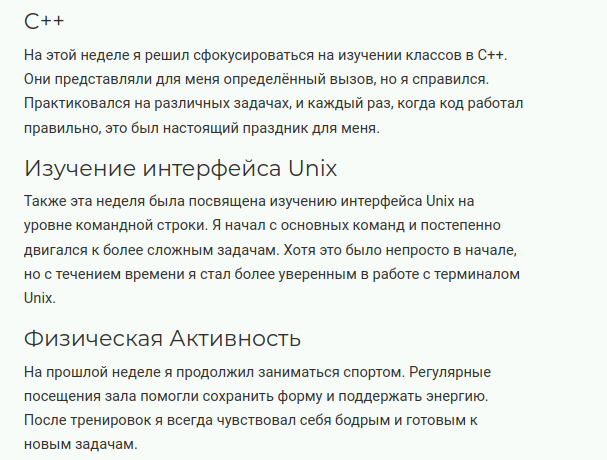 C++
На этой неделе я решил сфокусироваться на изучении классов в C++.
Они представляли для меня определённый вызов, но я справился.
Практиковался на различных задачах, и каждый раз, когда код работал
правильно, это был настоящий праздник для меня.
Изучение интерфейса Unix
Также эта неделя была посвящена изучению интерфейса Unix на
уровне командной строки. Я начал с основных команд и постепенно
двигался к более сложным задачам. Хотя это было непросто в начале,
но с течением времени я стал более уверенным в работе с терминалом
Unix.
Физическая Активность
На прошлой неделе я продолжил заниматься спортом. Регулярные
посещения зала помогли сохранить форму и поддержать энергию.
После тренировок я всегда чувствовал себя бодрым и готовым к
новым задачам.